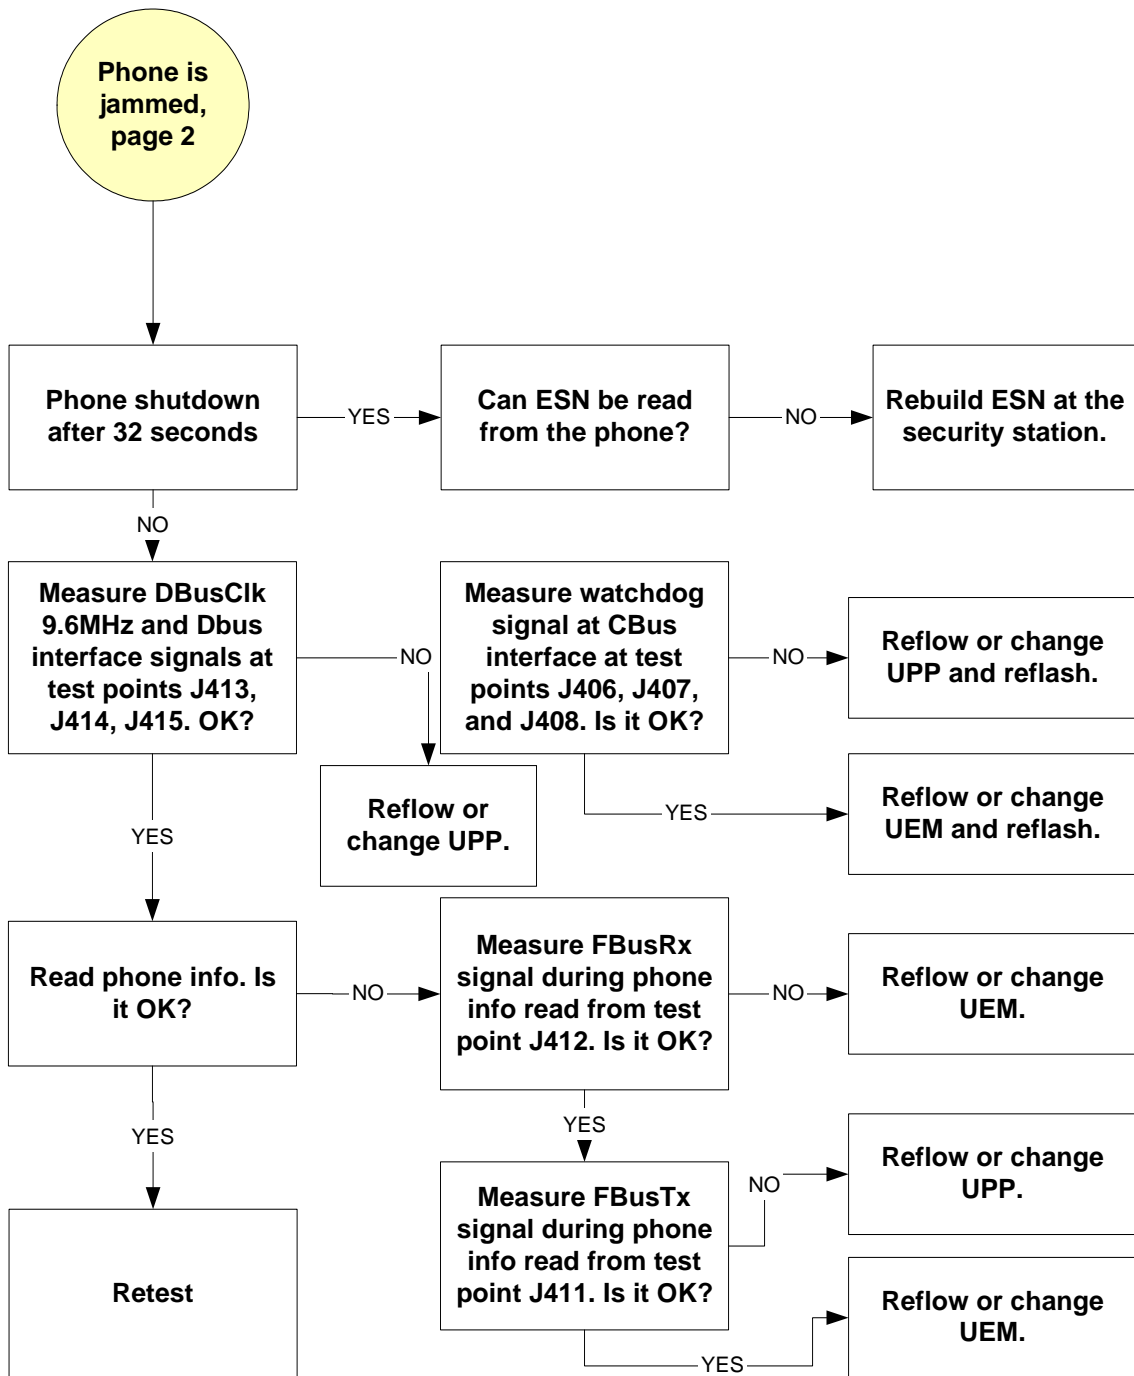 Phone is
jammed,
page 2
Phone shutdown
after 32 seconds
YES
Can ESN be read
from the phone?
NO
Rebuild ESN at the
security station.
NO
Measure DBusClk
9.6MHz and Dbus
interface signals at
test points J413,
J414, J415. OK?
NO
Reflow or
change UPP.
Measure watchdog
signal at CBus
interface at test
points J406, J407,
and J408. Is it OK?
NO
Reflow or change
UPP and reflash.
YES
Reflow or change
UEM and reflash.
YES
Read phone info. Is
it OK?
NO
Measure FBusRx
signal during phone
info read from test
point J412. Is it OK?
NO
Reflow or change
UEM.
YES
YES
Measure FBusTx
signal during phone
info read from test
point J411. Is it OK?
NO
Reflow or change
UPP.
YES
Reflow or change
UEM.
Retest